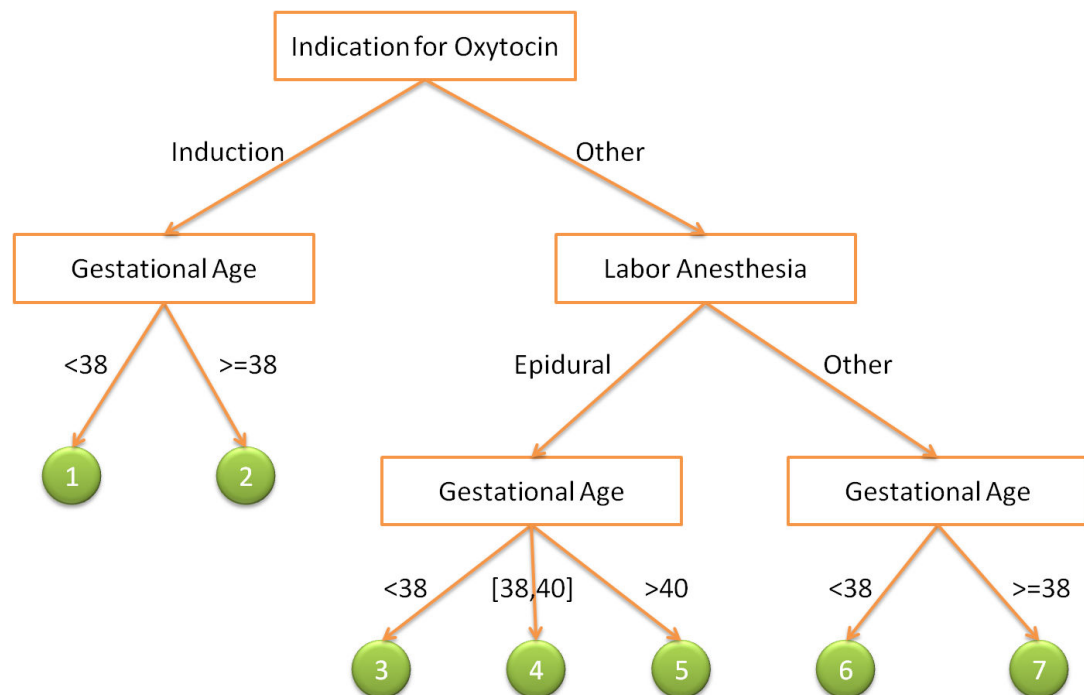 Indication for Oxytocin
Induction
Other
Gestational Age
Labor Anesthesia
<38
>=38
Epidural
Other
1
2
Gestational Age
Gestational Age
<38
[38,40]
>40
<38
>=38
3
4
5
6
7